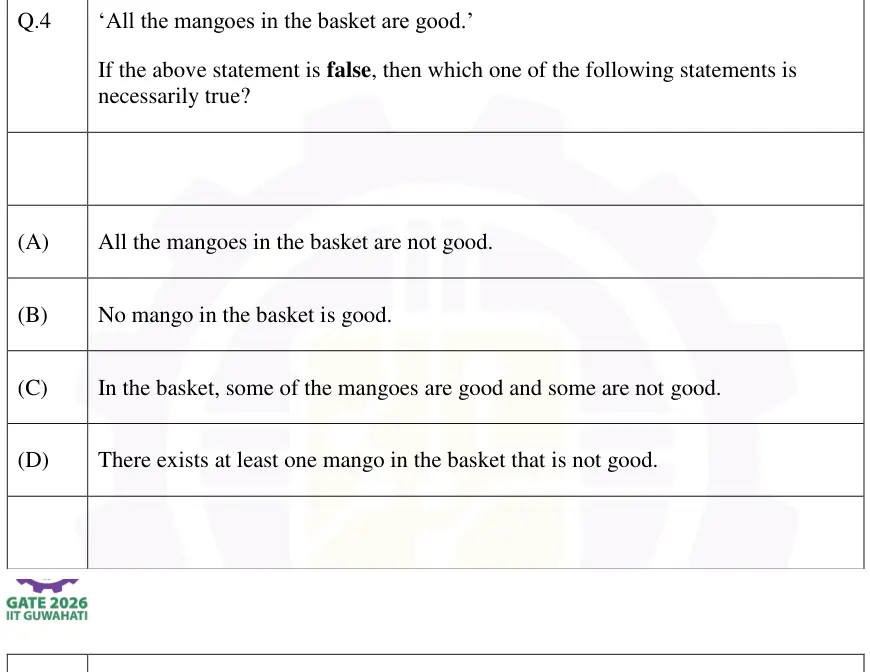 Q.4 ‘All the mangoes in the basket are good.’
If the above statement is false, then which one of the following statements is
necessarily true?
(A) All the mangoes in the basket are not good.
(B) No mango in the basket is good.
(C) In the basket, some of the mangoes are good and some are not good.
(D) There exists at least one mango in the basket that is not good.
GATE 2026
IIT GUWAHATI